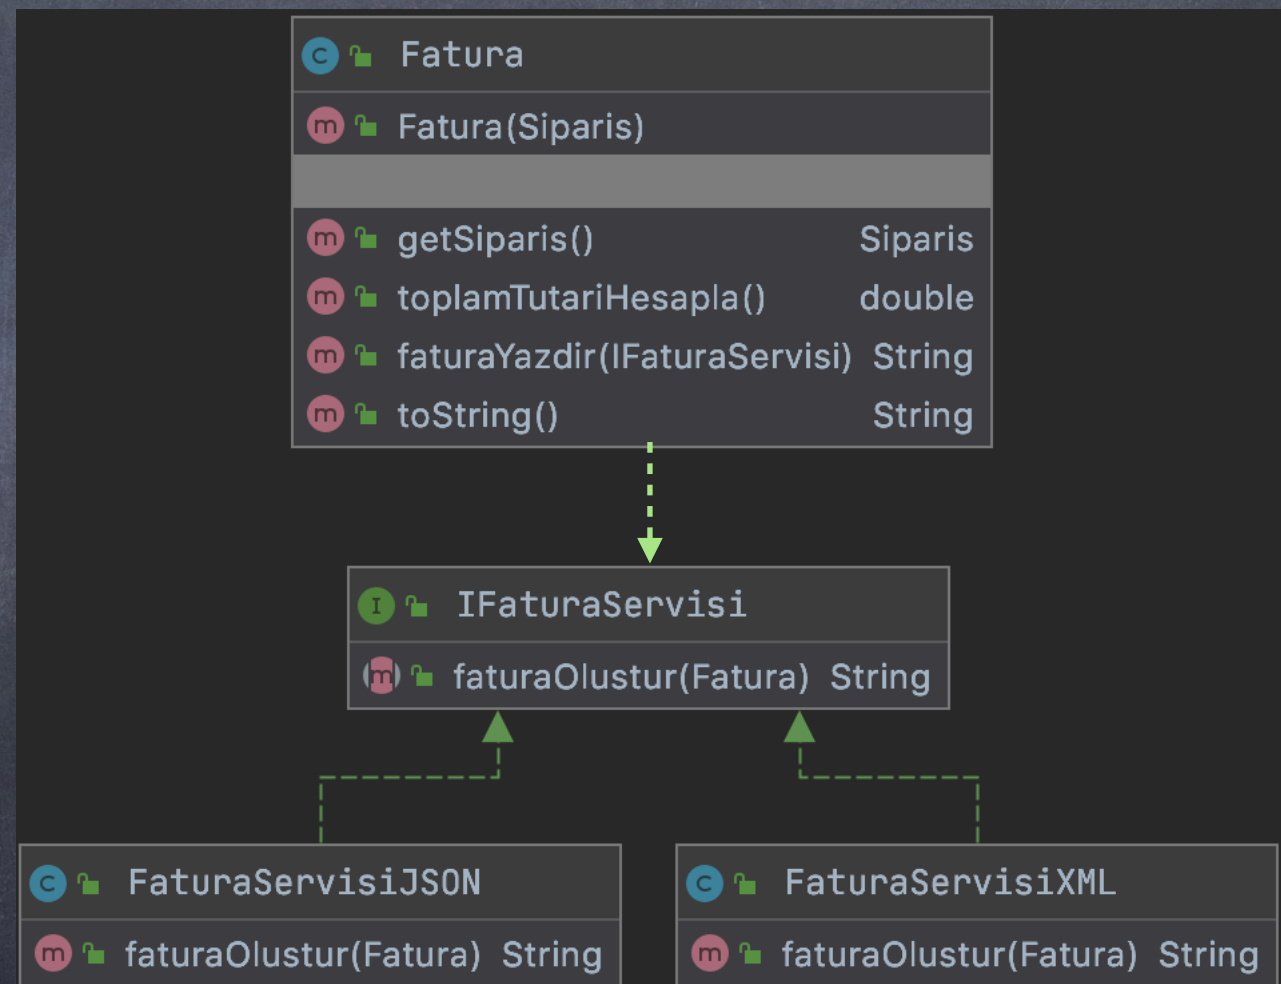 C Fatura
m Fatura(Siparis)
m getSiparis() Siparis
m toplamTutariHesapla() double
m faturaYazdir(IFaturaServisi) String
m toString() String
I IFaturaServisi
m faturaOlustur(Fatura) String
C FaturaServisiJSON
m faturaOlustur(Fatura) String
C FaturaServisiXML
m faturaOlustur(Fatura) String